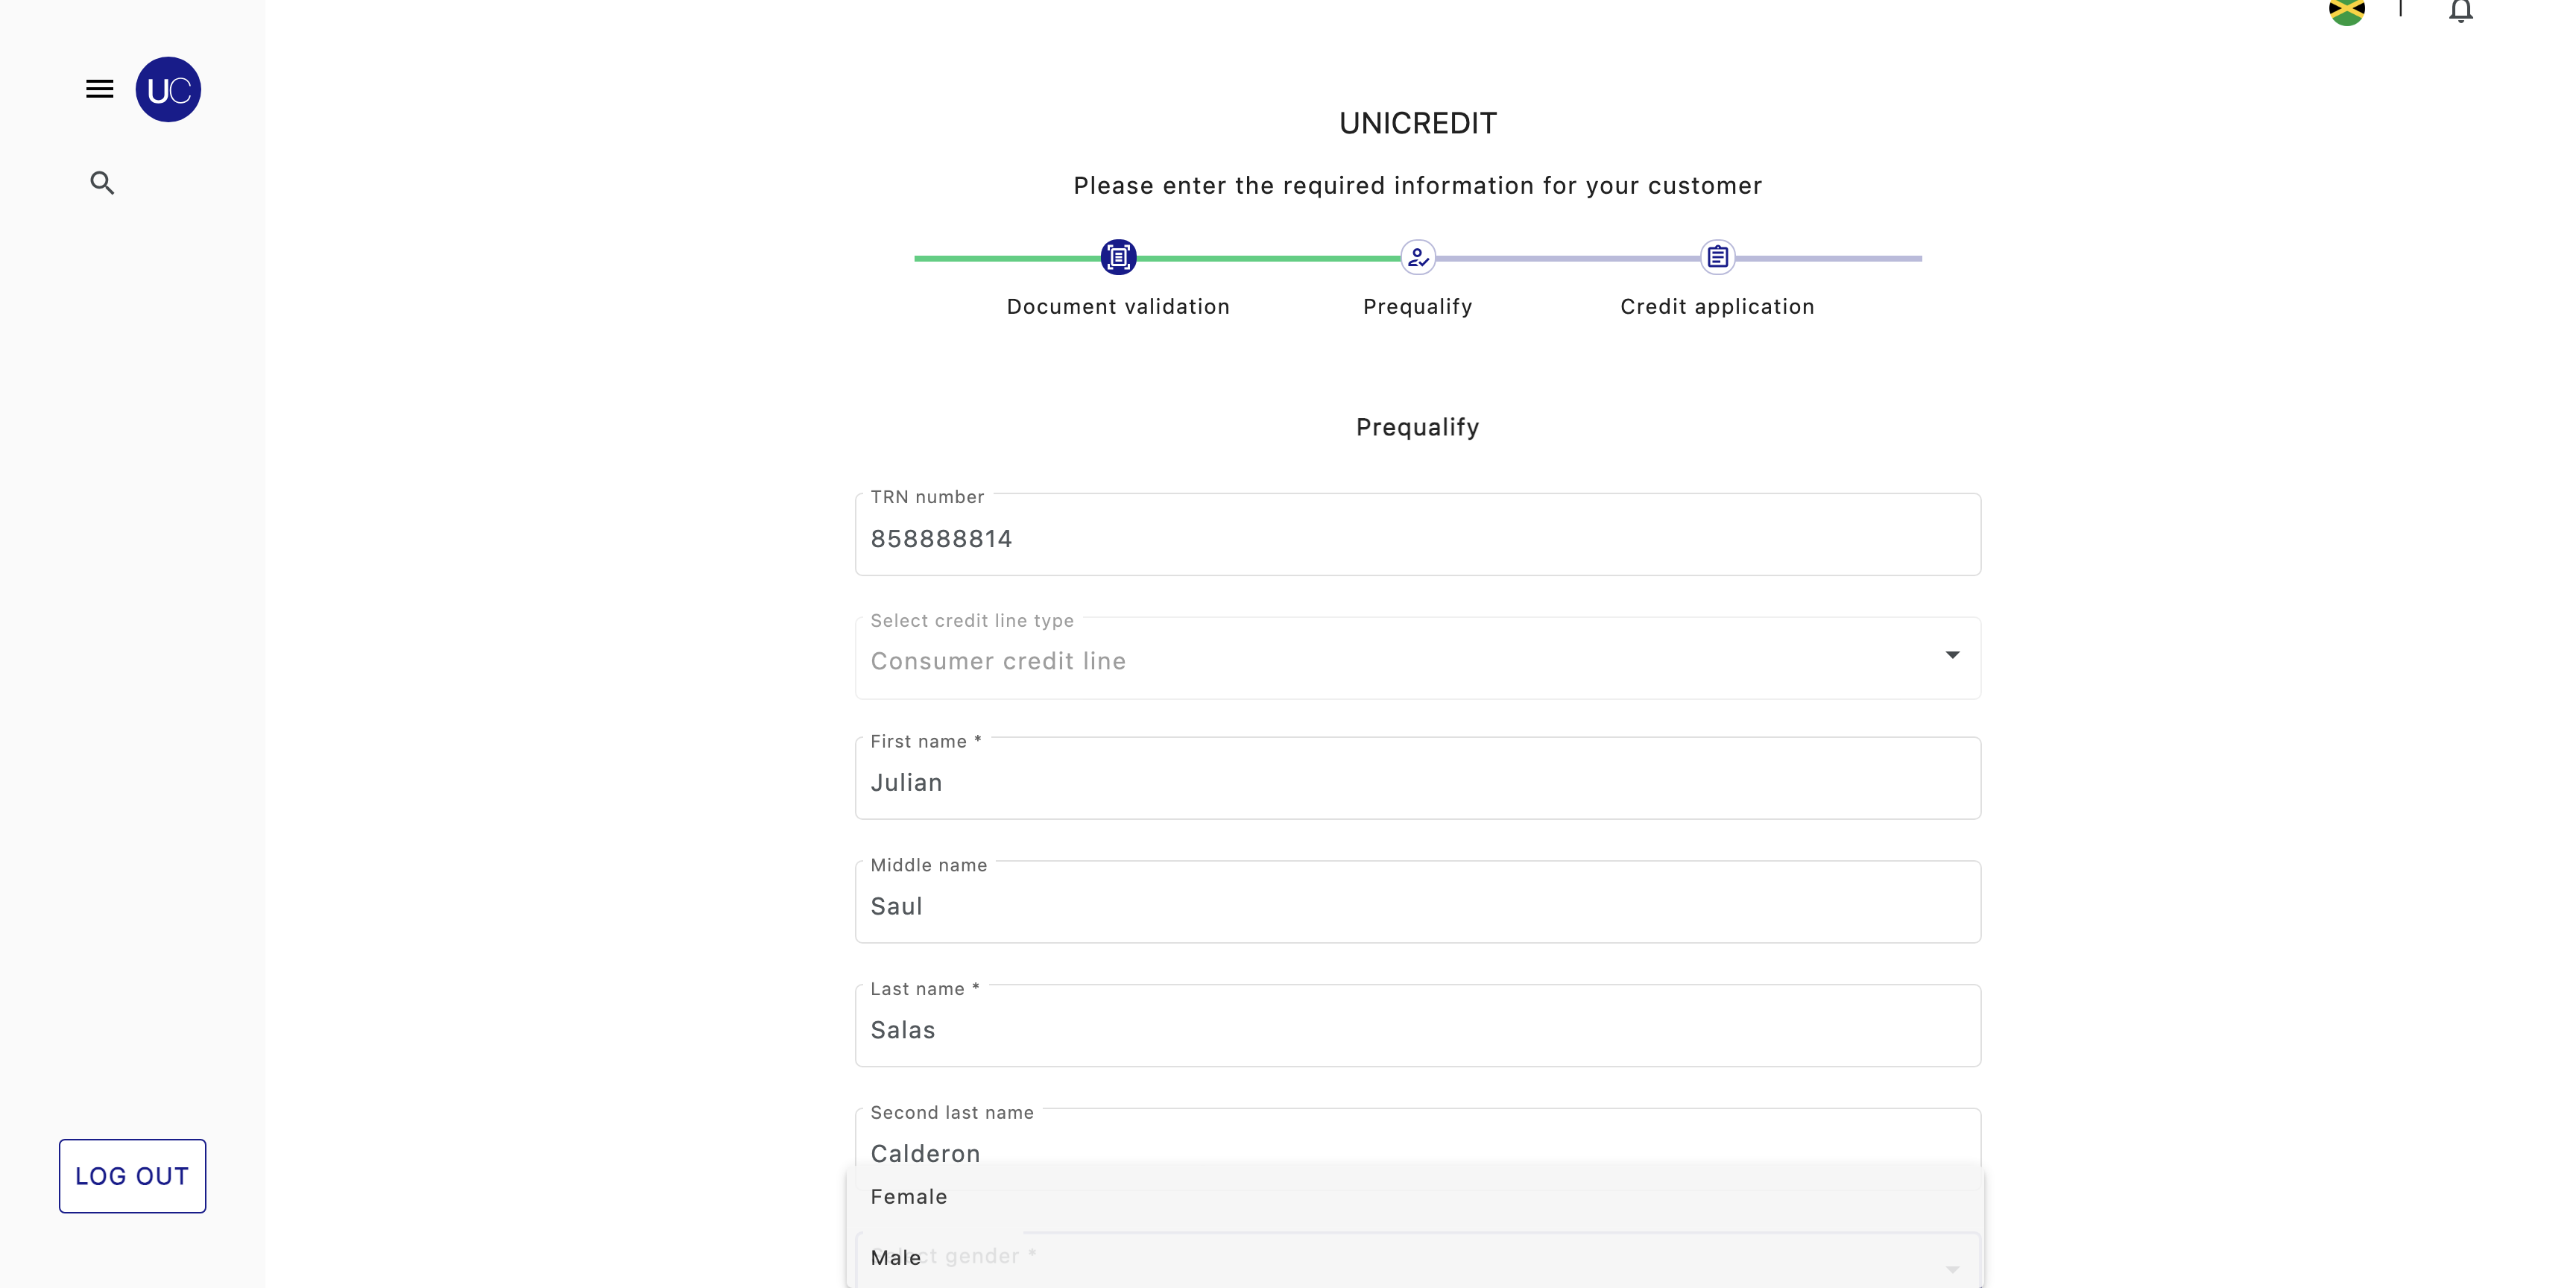 UC
UNICREDIT
Please enter the required information for your customer
Document validation
Prequalify
Credit application
Prequalify
TRN number
858888814
Select credit line type
Consumer credit line
First name *
Julian
Middle name
Saul
Last name *
Salas
Second last name
Calderon
Female
Select gender *
Male
LOG OUT